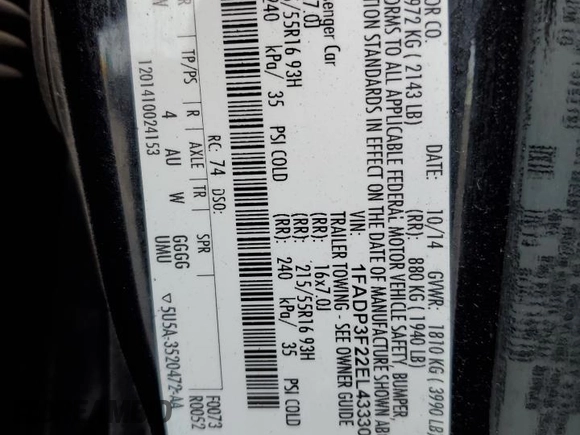 OR CO.
DATE: 10/14 GVWR: 1810 KG ( 3990 LB
972 KG ( 2143 LB) (RR): 880 KG ( 1940 LB)
ORMS TO ALL APPLICABLE FEDERAL MOTOR VEHICLE SAFETY, BUMPER,
TION STANDARDS IN EFFECT ON THE DATE OF MANUFACTURE SHOWN AB
VIN: 1FADP3F22EL43330
enger Car TRAILER TOWING - SEE OWNER GUIDE
7.0J (RR): 16x7.0J
/55R16 93H (RR): 215/55R16 93H
240 kPa/ 35 PSI COLD (RR): 240 kPa/ 35 PSI COLD
RC: 74 DSO:
R TP/PS R AXLE TR SPR F0073
4 AU W GGGG R0052
1201410024153 UMU 5U5A-3520472-AA